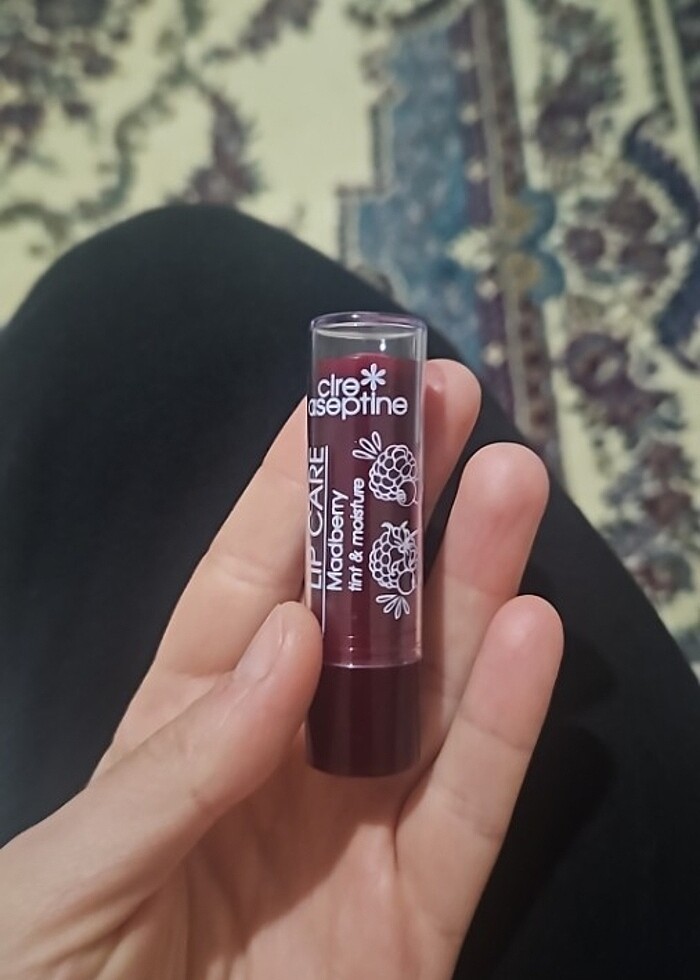 cire
aseptine
LIP CARE
Madberry
tint & moisture